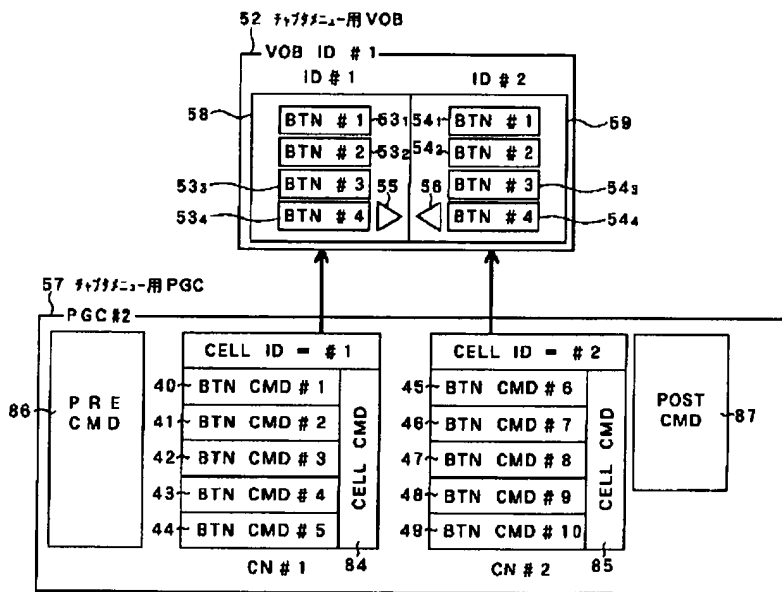 52 チャプタメニュー用VOB
VOB ID #1
ID #1 ID #2
58 BTN #1 53₁ 54₁ BTN #1 59
BTN #2 53₂ 54₂ BTN #2
53₃ BTN #3 55 56 BTN #3 54₃
53₄ BTN #4 BTN #4 54₄
57 チャプタメニュー用PGC
PGC #2
CELL ID = #1 CELL ID = #2
86 PRE CMD
40 BTN CMD #1 45 BTN CMD #6
41 BTN CMD #2 46 BTN CMD #7
42 BTN CMD #3 47 BTN CMD #8
43 BTN CMD #4 48 BTN CMD #9
44 BTN CMD #5 49 BTN CMD #10
CELL CMD CELL CMD
POST CMD 87
CN #1 84 CN #2 85